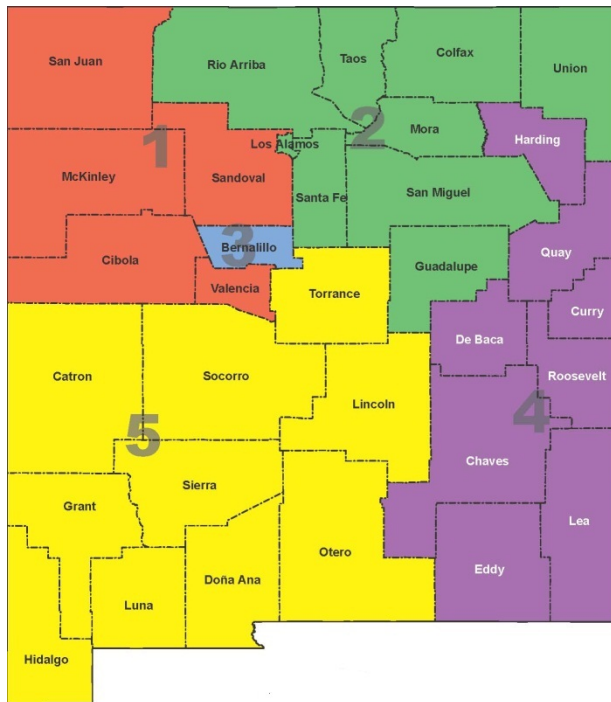 San Juan
Rio Arriba
Taos
Colfax
Union
1
2
Mora
Harding
Los Alamos
McKinley
Sandoval
Santa Fe
San Miguel
3
Bernalillo
Quay
Cibola
Guadalupe
Valencia
Torrance
Curry
De Baca
Catron
Socorro
Roosevelt
Lincoln
4
5
Chaves
Sierra
Grant
Lea
Otero
Eddy
Doña Ana
Luna
Hidalgo